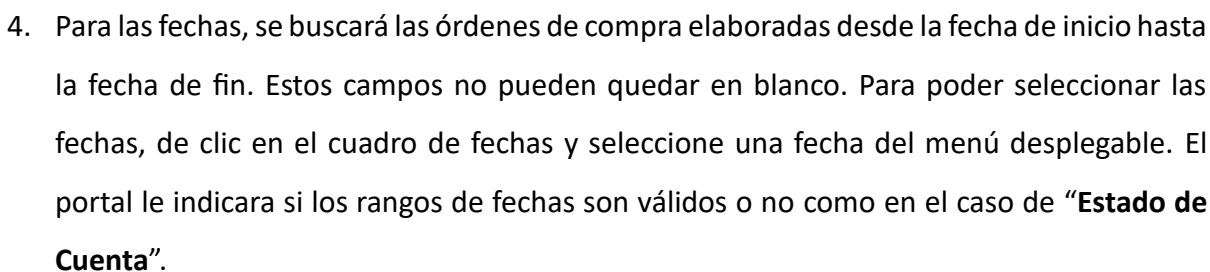 4. Para las fechas, se buscará las órdenes de compra elaboradas desde la fecha de inicio hasta
la fecha de fin. Estos campos no pueden quedar en blanco. Para poder seleccionar las
fechas, de clic en el cuadro de fechas y seleccione una fecha del menú desplegable. El
portal le indicara si los rangos de fechas son válidos o no como en el caso de “Estado de
Cuenta”.